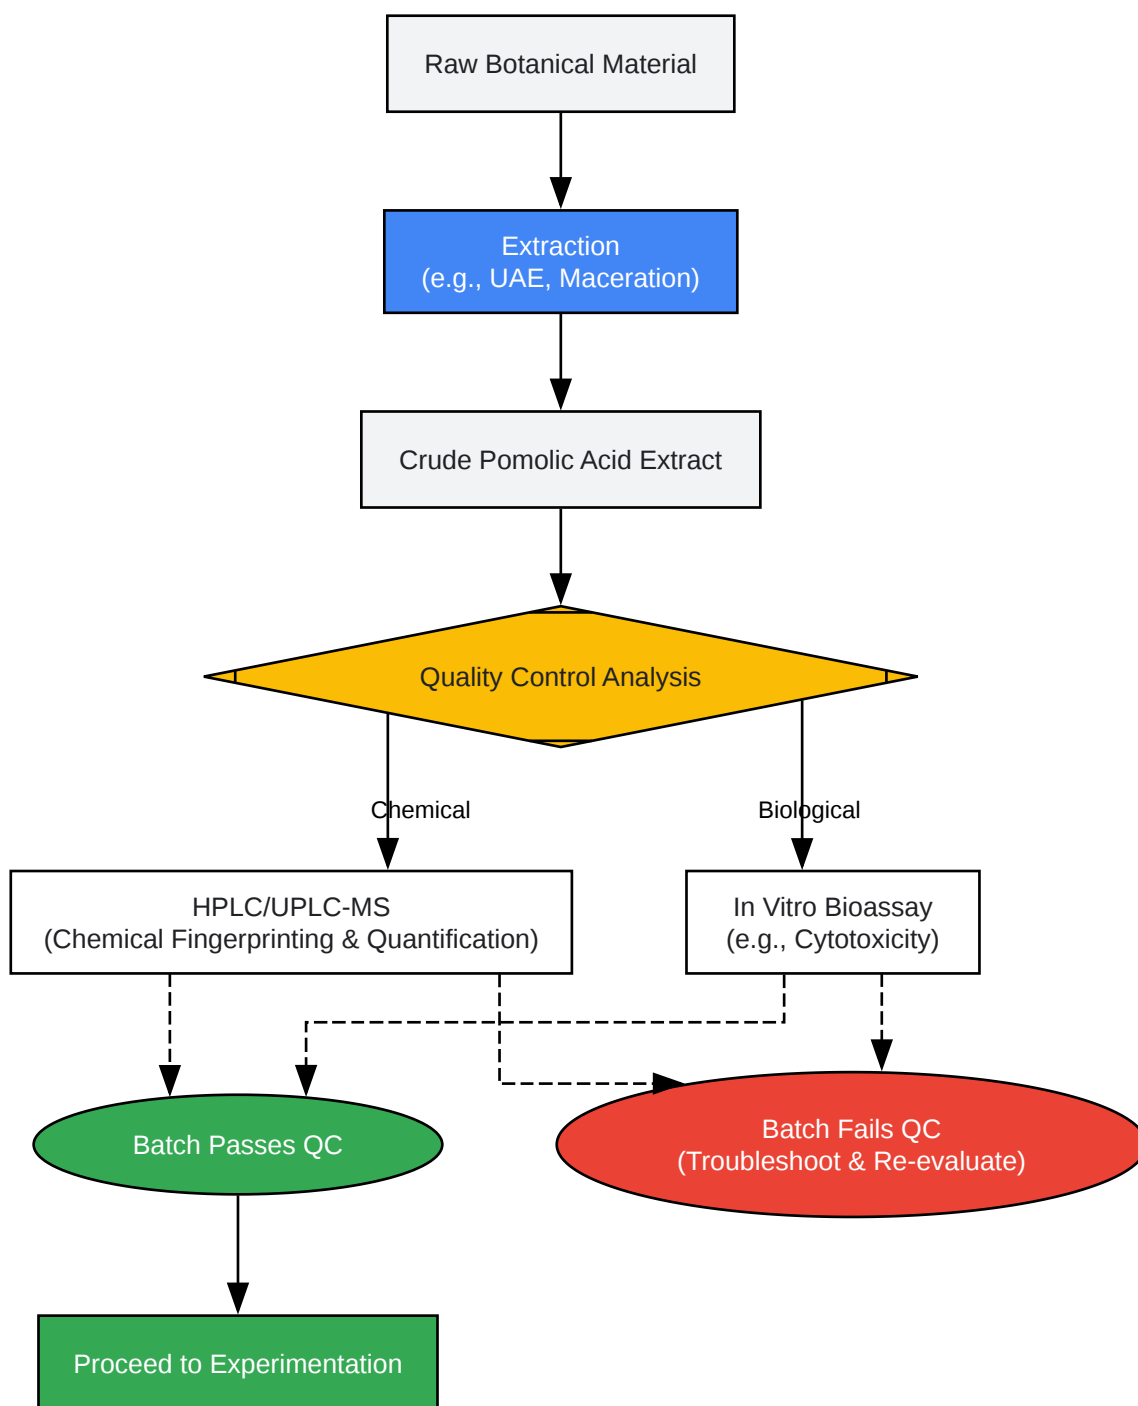 Raw Botanical Material
Extraction
(e.g., UAE, Maceration)
Crude Pomolic Acid Extract
Quality Control Analysis
Chemical
Biological
HPLC/UPLC-MS
(Chemical Fingerprinting & Quantification)
In Vitro Bioassay
(e.g., Cytotoxicity)
Batch Passes QC
Batch Fails QC
(Troubleshoot & Re-evaluate)
Proceed to Experimentation